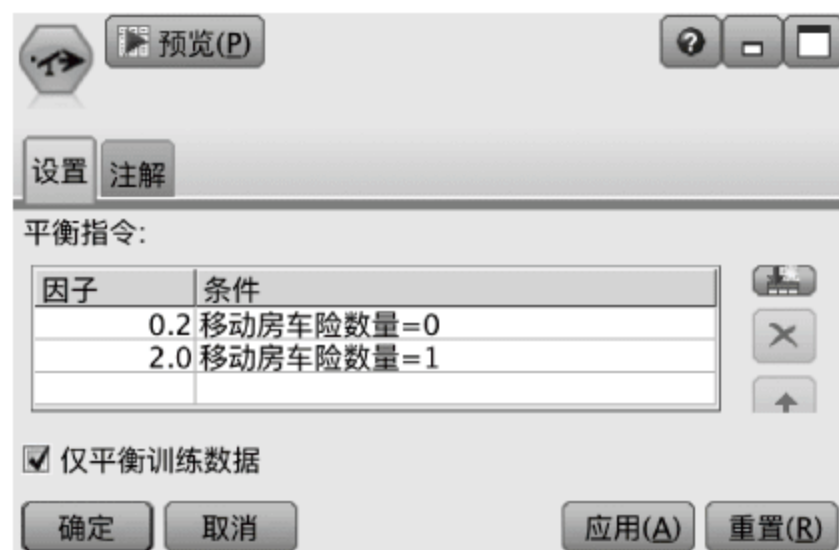 预览(P)
?
设置 注解
平衡指令:
因子 条件
0.2 移动房车险数量=0
2.0 移动房车险数量=1
仅平衡训练数据
确定 取消 应用(A) 重置(R)